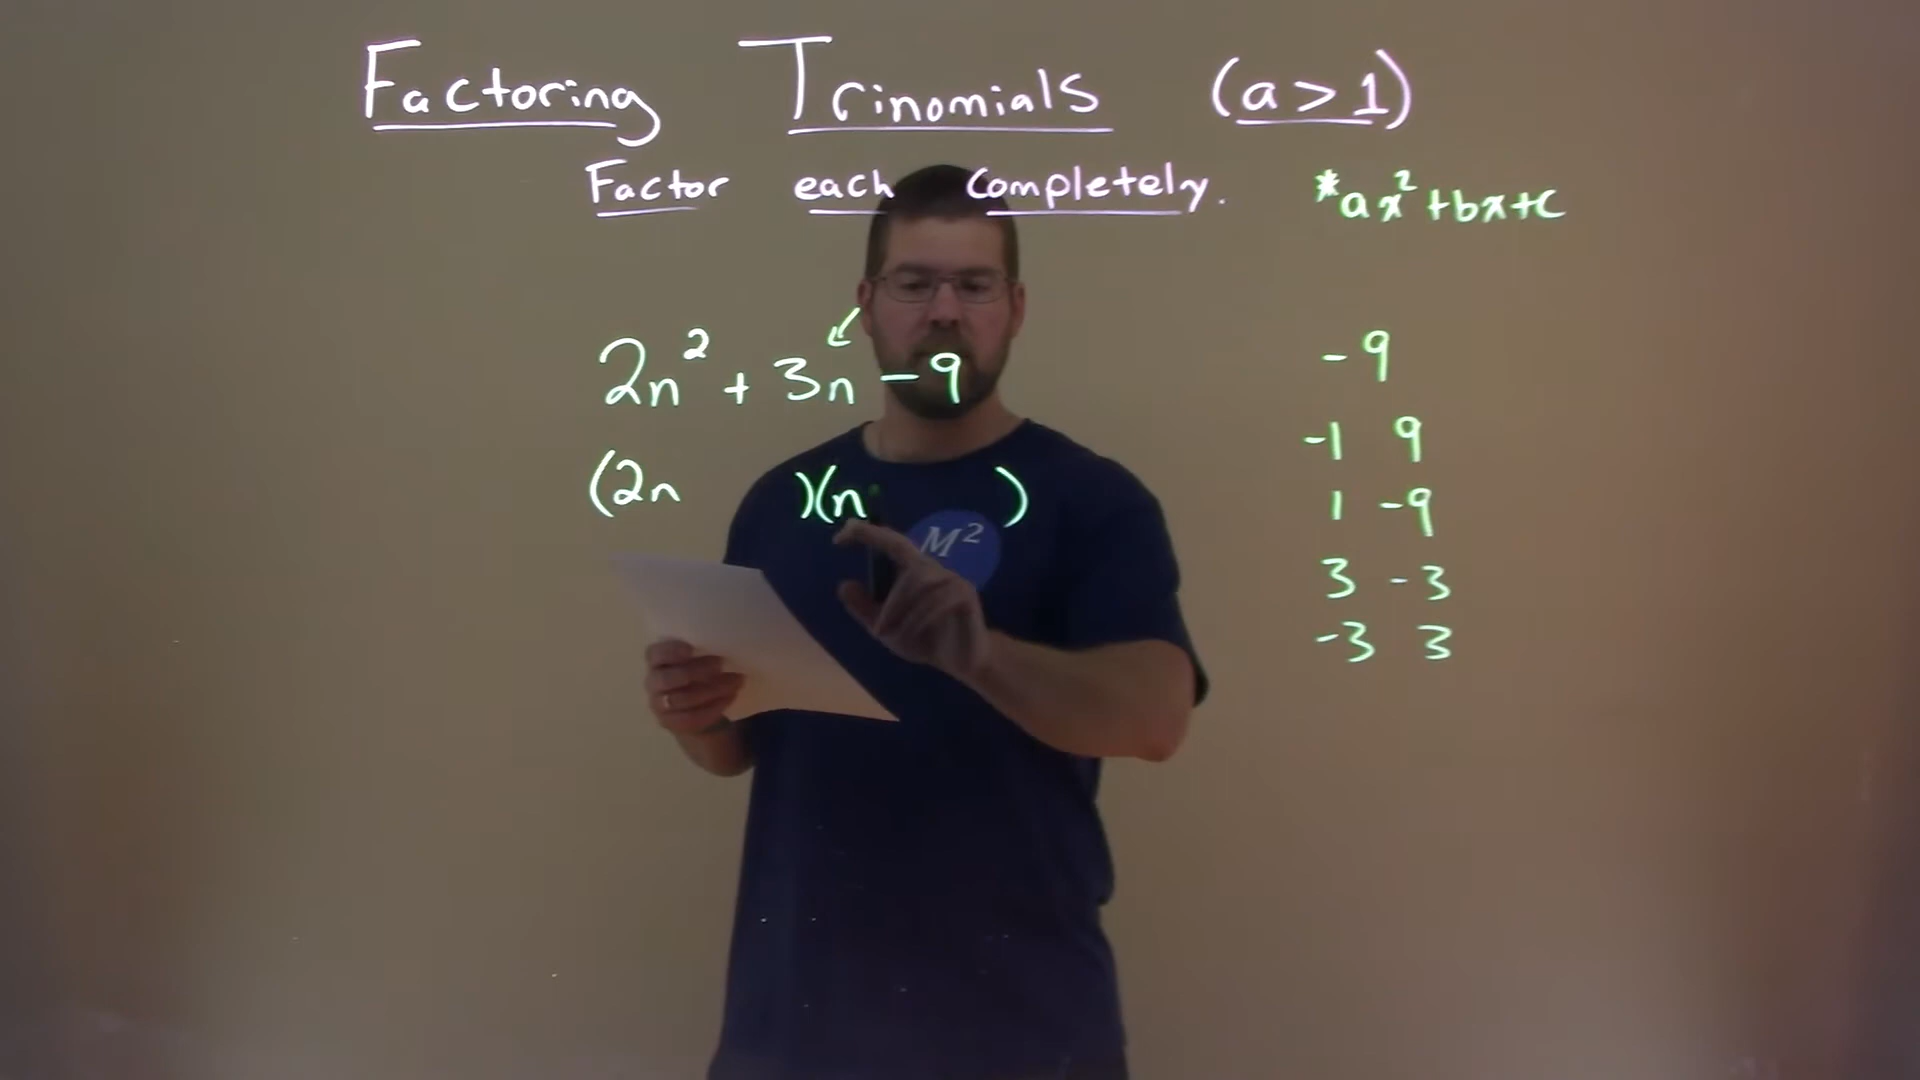 Factoring Trinomials (a > 1)
Factor each completely.
*ax²+bx+c
2n² + 3n - 9
(2n )(n )
M²
-9
-1 9
1 -9
3 -3
-3 3